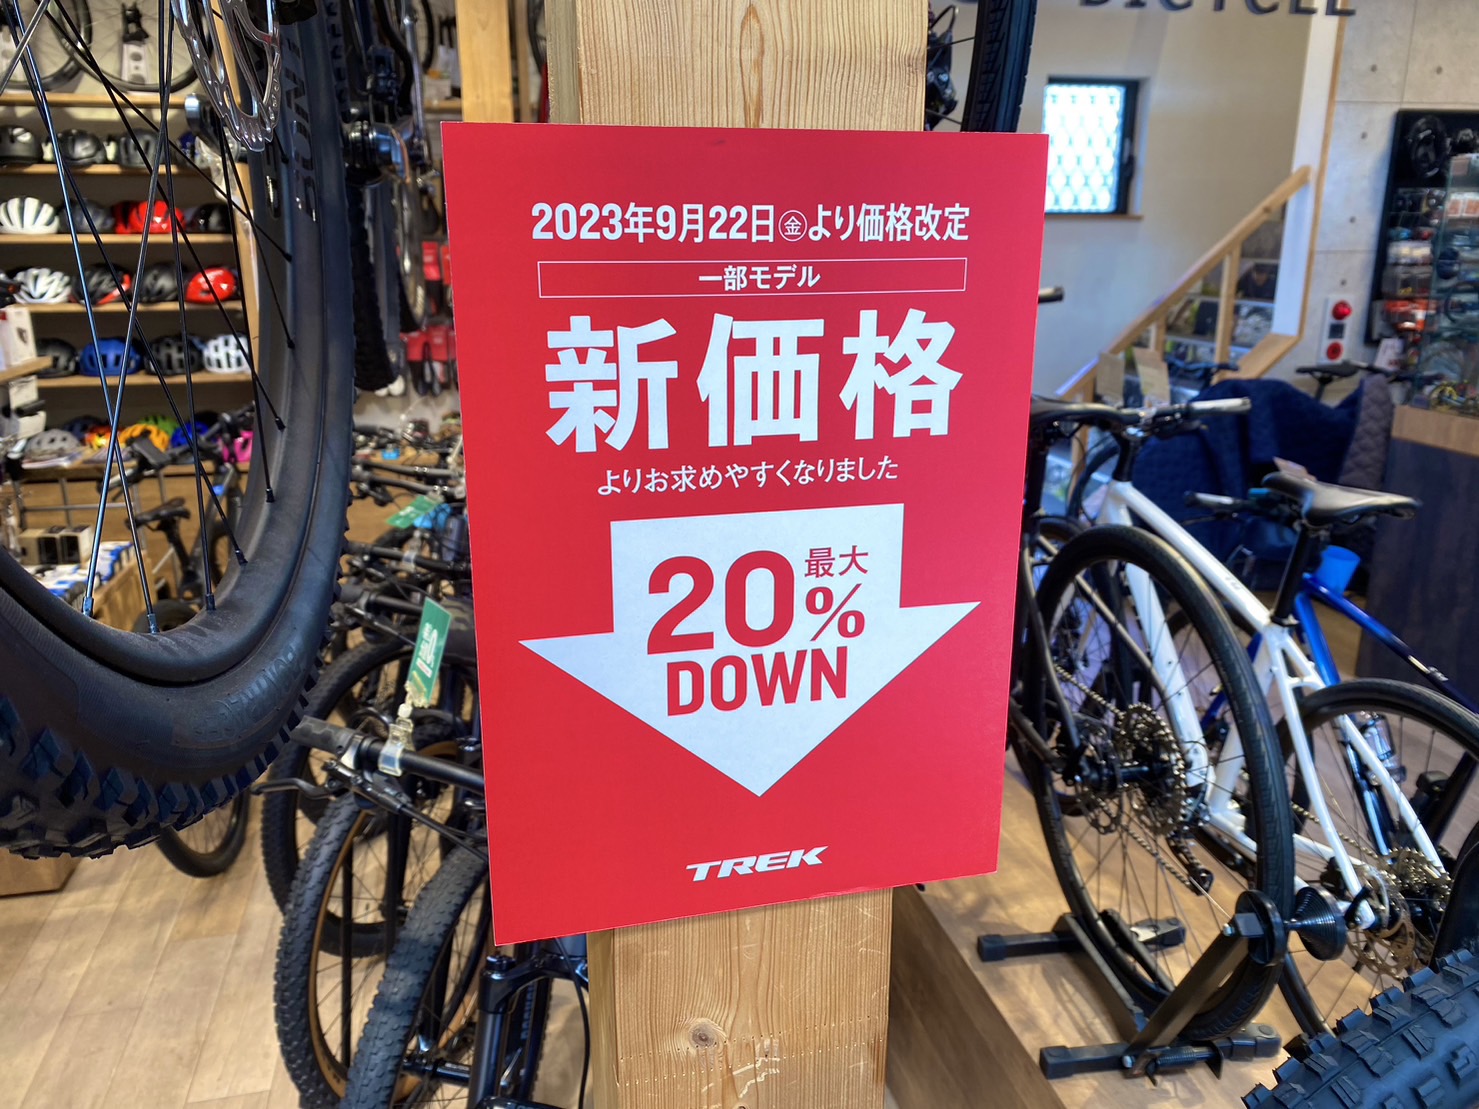 BICYCLE
2023年9月22日㊎より価格改定
一部モデル
新価格
よりお求めやすくなりました
最大
20%
DOWN
TREK